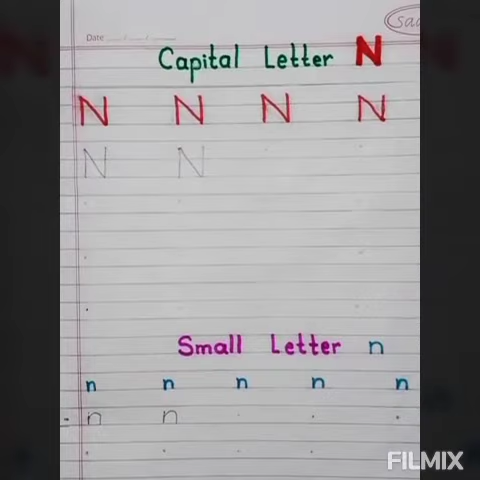 Date
Capital Letter N
N N N N
N N
Small Letter n
n n n n n
n n
FILMIX